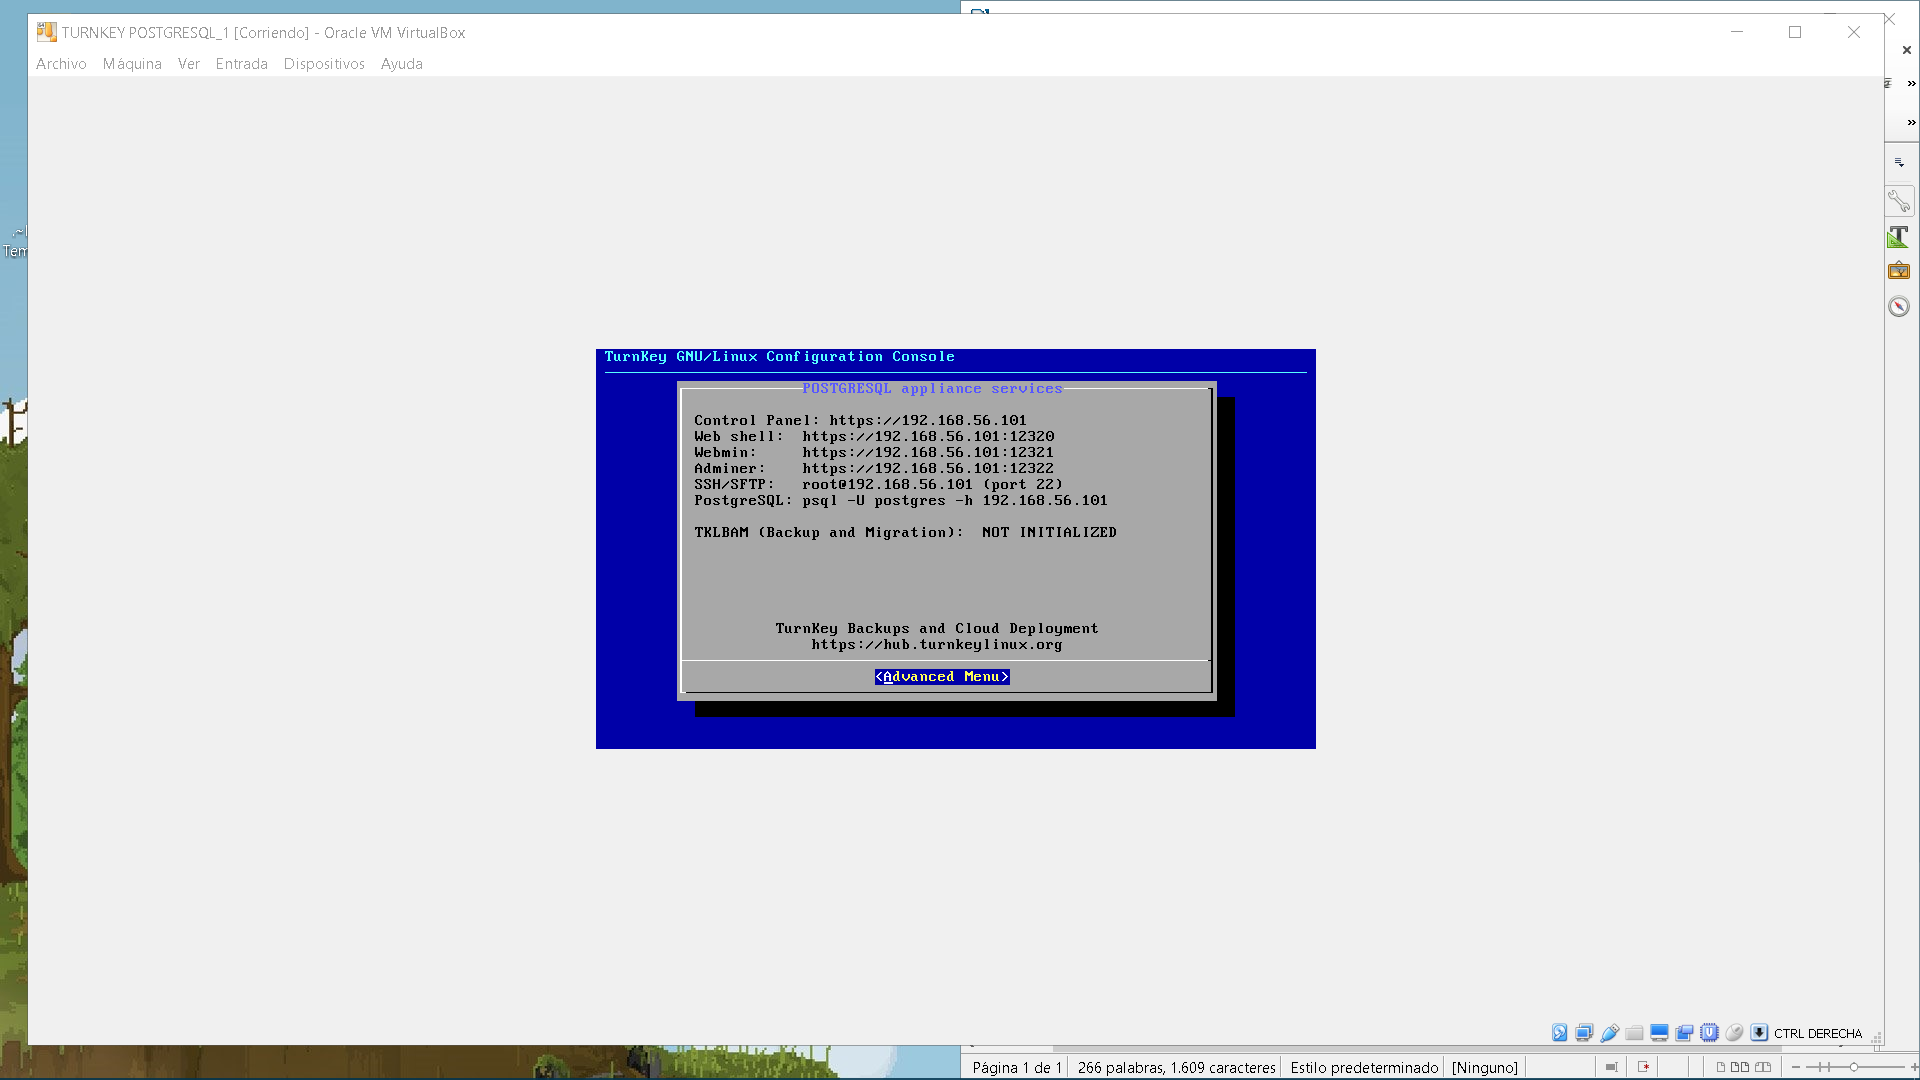 TURNKEY POSTGRESQL_1 [Corriendo] - Oracle VM VirtualBox
Archivo Máquina Ver Entrada Dispositivos Ayuda
TurnKey GNU/Linux Configuration Console
POSTGRESQL appliance services
Control Panel: https://192.168.56.101
Web shell: https://192.168.56.101:12320
Webmin: https://192.168.56.101:12321
Adminer: https://192.168.56.101:12322
SSH/SFTP: root@192.168.56.101 (port 22)
PostgreSQL: psql -U postgres -h 192.168.56.101
TKLBAM (Backup and Migration): NOT INITIALIZED
TurnKey Backups and Cloud Deployment
https://hub.turnkeylinux.org
<Advanced Menu>
CTRL DERECHA
Página 1 de 1 266 palabras, 1.609 caracteres Estilo predeterminado [Ninguno]